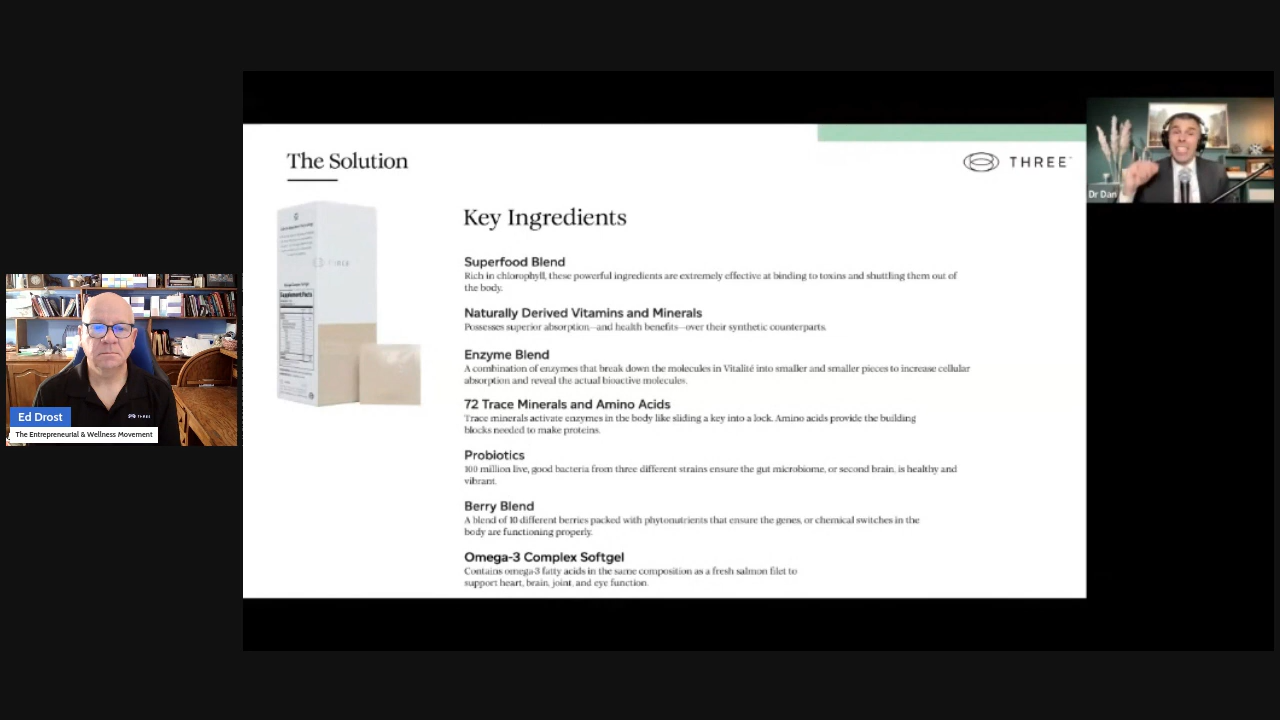 The Solution
THREE
Key Ingredients
Superfood Blend
Rich in chlorophyll, these powerful ingredients are extremely effective at binding to toxins and shuttling them out of
the body.
Naturally Derived Vitamins and Minerals
Possesses superior absorption—and health benefits—over their synthetic counterparts.
Enzyme Blend
A combination of enzymes that break down the molecules in Vitalité into smaller and smaller pieces to increase cellular
absorption and reveal the actual bioactive molecules.
72 Trace Minerals and Amino Acids
Trace minerals activate enzymes in the body like sliding a key into a lock. Amino acids provide the building
blocks needed to make proteins.
Probiotics
100 million live, good bacteria from three different strains ensure the gut microbiome, or second brain, is healthy and
vibrant.
Berry Blend
A blend of 10 different berries packed with phytonutrients that ensure the genes, or chemical switches in the
body are functioning properly.
Omega-3 Complex Softgel
Contains omega-3 fatty acids in the same composition as a fresh salmon filet to
support heart, brain, joint, and eye function.
Supplement Facts
THREE
Dr Dan
Ed Drost
The Entrepreneurial & Wellness Movement